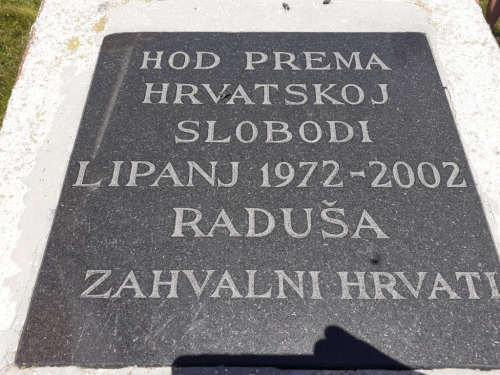 HOD PREMA
HRVATSKOJ
SLOBODI
LIPANJ 1972-2002
RADUŠA
ZAHVALNI HRVATI